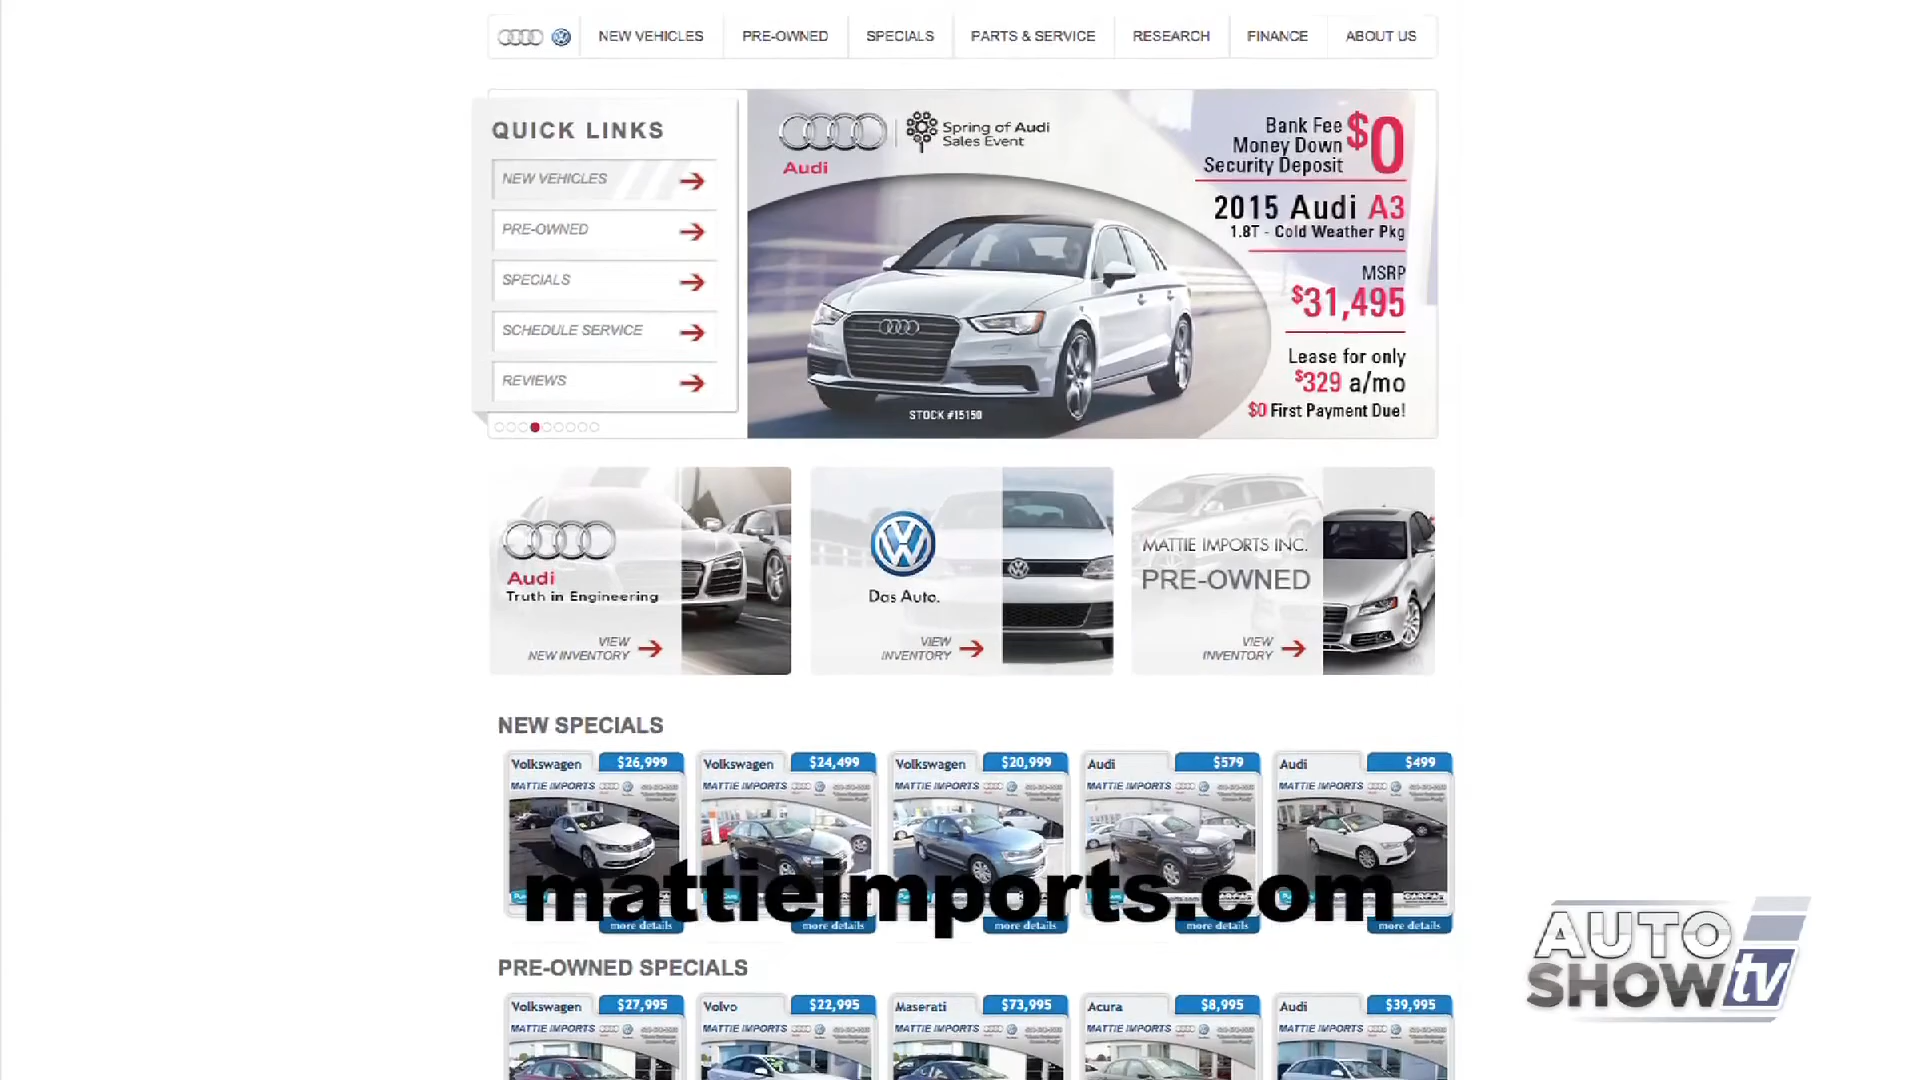 NEW VEHICLES
PRE-OWNED
SPECIALS
PARTS & SERVICE
RESEARCH
FINANCE
ABOUT US
QUICK LINKS
NEW VEHICLES
PRE-OWNED
SPECIALS
SCHEDULE SERVICE
REVIEWS
Audi
Spring of Audi
Sales Event
Bank Fee
Money Down
Security Deposit
$0
2015 Audi A3
1.8T - Cold Weather Pkg
MSRP
$31,495
Lease for only
$329 a/mo
$0 First Payment Due!
STOCK #15150
Audi
Truth in Engineering
VIEW
NEW INVENTORY
Das Auto.
VIEW
INVENTORY
MATTIE IMPORTS INC.
PRE-OWNED
VIEW
INVENTORY
NEW SPECIALS
Volkswagen $26,999
MATTIE IMPORTS
more details
Volkswagen $24,499
MATTIE IMPORTS
more details
Volkswagen $20,999
MATTIE IMPORTS
more details
Audi $579
MATTIE IMPORTS
more details
Audi $499
MATTIE IMPORTS
more details
mattieimports.com
PRE-OWNED SPECIALS
Volkswagen $27,995
MATTIE IMPORTS
Volvo $22,995
MATTIE IMPORTS
Maserati $73,995
MATTIE IMPORTS
Acura $8,995
MATTIE IMPORTS
Audi $39,995
MATTIE IMPORTS
AUTO
SHOW tv